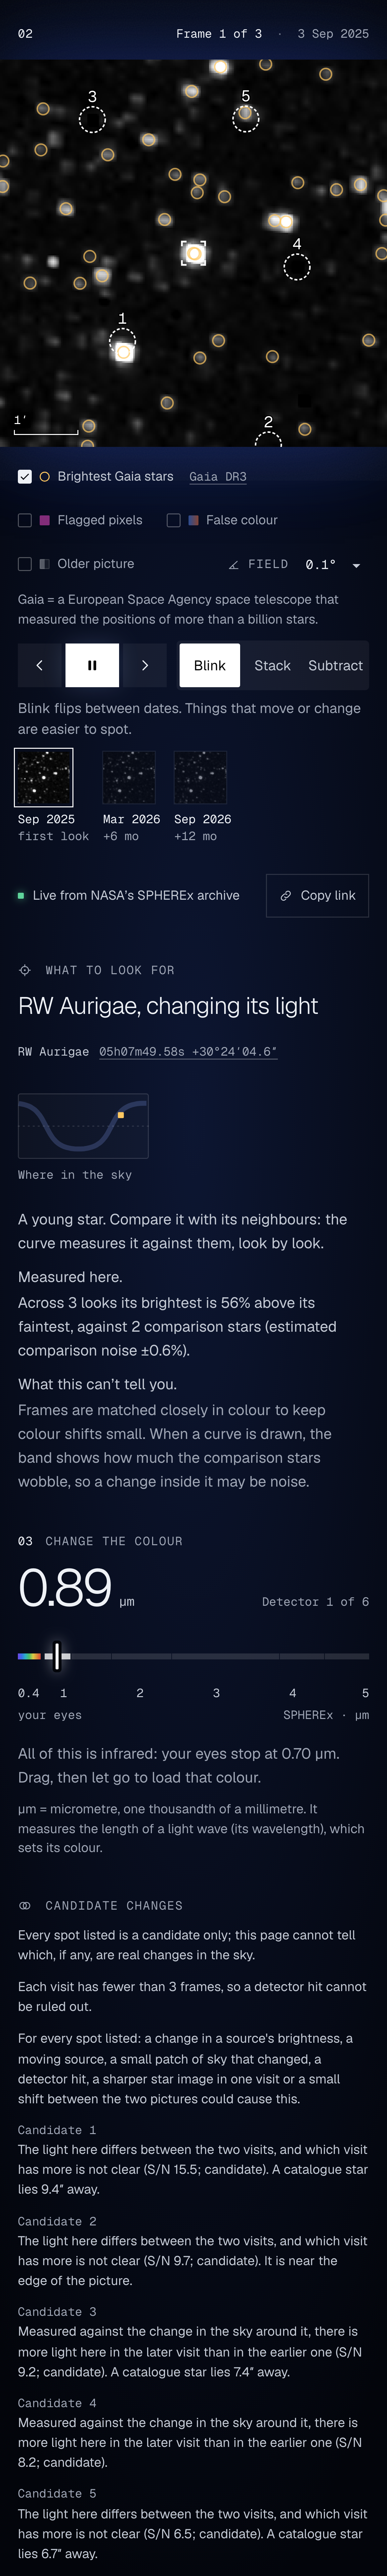 02
Frame 1 of 3 · 3 Sep 2025
3
5
4
1
2
1′
Brightest Gaia stars Gaia DR3
Flagged pixels False colour
Older picture FIELD 0.1°
Gaia = a European Space Agency space telescope that
measured the positions of more than a billion stars.
Blink Stack Subtract
Blink flips between dates. Things that move or change
are easier to spot.
Sep 2025 Mar 2026 Sep 2026
first look +6 mo +12 mo
Live from NASA’s SPHEREx archive Copy link
WHAT TO LOOK FOR
RW Aurigae, changing its light
RW Aurigae 05h07m49.58s +30°24′04.6″
Where in the sky
A young star. Compare it with its neighbours: the
curve measures it against them, look by look.
Measured here.
Across 3 looks its brightest is 56% above its
faintest, against 2 comparison stars (estimated
comparison noise ±0.6%).
What this can’t tell you.
Frames are matched closely in colour to keep
colour shifts small. When a curve is drawn, the
band shows how much the comparison stars
wobble, so a change inside it may be noise.
03 CHANGE THE COLOUR
0.89 µm Detector 1 of 6
0.4 1 2 3 4 5
your eyes SPHEREx · µm
All of this is infrared: your eyes stop at 0.70 µm.
Drag, then let go to load that colour.
µm = micrometre, one thousandth of a millimetre. It
measures the length of a light wave (its wavelength), which
sets its colour.
CANDIDATE CHANGES
Every spot listed is a candidate only; this page cannot tell
which, if any, are real changes in the sky.
Each visit has fewer than 3 frames, so a detector hit cannot
be ruled out.
For every spot listed: a change in a source’s brightness, a
moving source, a small patch of sky that changed, a
detector hit, a sharper star image in one visit or a small
shift between the two pictures could cause this.
Candidate 1
The light here differs between the two visits, and which visit
has more is not clear (S/N 15.5; candidate). A catalogue star
lies 9.4″ away.
Candidate 2
The light here differs between the two visits, and which visit
has more is not clear (S/N 9.7; candidate). It is near the
edge of the picture.
Candidate 3
Measured against the change in the sky around it, there is
more light here in the later visit than in the earlier one (S/N
9.2; candidate). A catalogue star lies 7.4″ away.
Candidate 4
Measured against the change in the sky around it, there is
more light here in the later visit than in the earlier one (S/N
8.2; candidate).
Candidate 5
The light here differs between the two visits, and which visit
has more is not clear (S/N 6.5; candidate). A catalogue star
lies 6.7″ away.